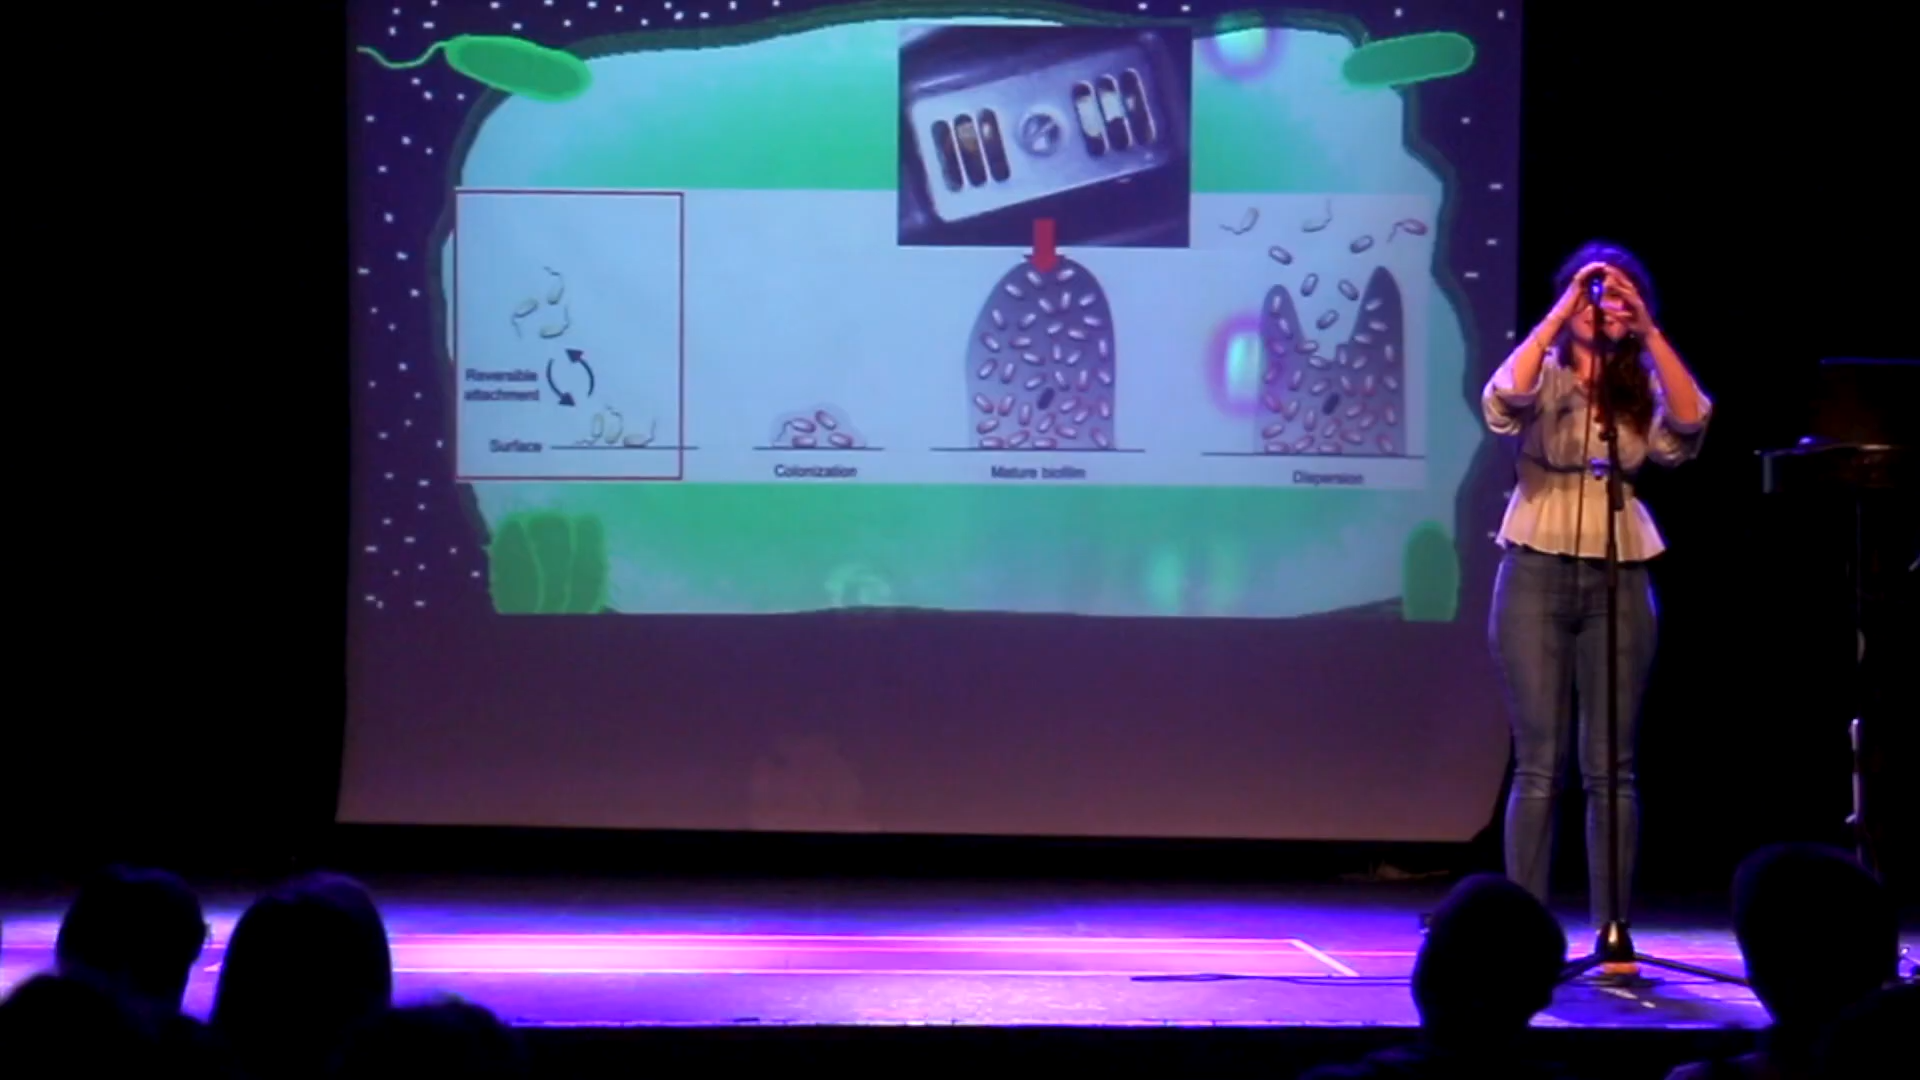 Reversible
attachment
Surface
Colonization
Mature biofilm
Dispersion